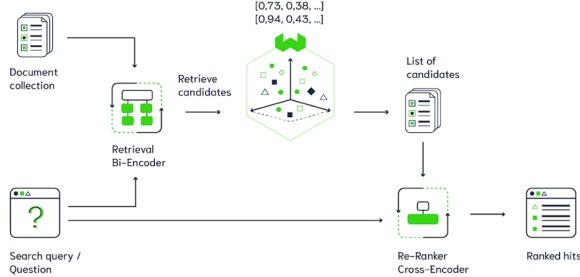 [0,73, 0,38, ...]
[0,94, 0,43, ...]
Document
collection
Retrieve
candidates
List of
candidates
Retrieval
Bi-Encoder
?
Search query /
Question
Re-Ranker
Cross-Encoder
Ranked hits